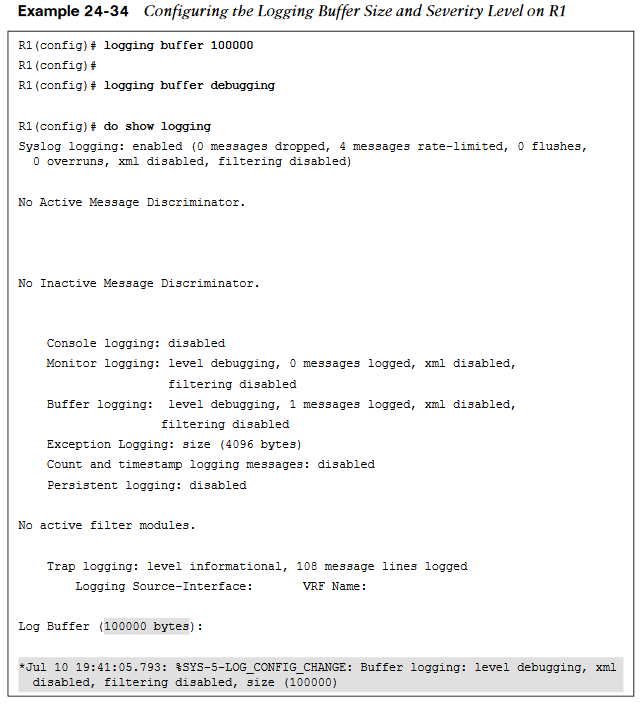 Example 24-34 Configuring the Logging Buffer Size and Severity Level on R1
R1(config)# logging buffer 100000
R1(config)#
R1(config)# logging buffer debugging
R1(config)# do show logging
Syslog logging: enabled (0 messages dropped, 4 messages rate-limited, 0 flushes,
0 overruns, xml disabled, filtering disabled)
No Active Message Discriminator.
No Inactive Message Discriminator.
Console logging: disabled
Monitor logging: level debugging, 0 messages logged, xml disabled,
filtering disabled
Buffer logging: level debugging, 1 messages logged, xml disabled,
filtering disabled
Exception Logging: size (4096 bytes)
Count and timestamp logging messages: disabled
Persistent logging: disabled
No active filter modules.
Trap logging: level informational, 108 message lines logged
Logging Source-Interface: VRF Name:
Log Buffer (100000 bytes):
*Jul 10 19:41:05.793: %SYS-5-LOG_CONFIG_CHANGE: Buffer logging: level debugging, xml
disabled, filtering disabled, size (100000)